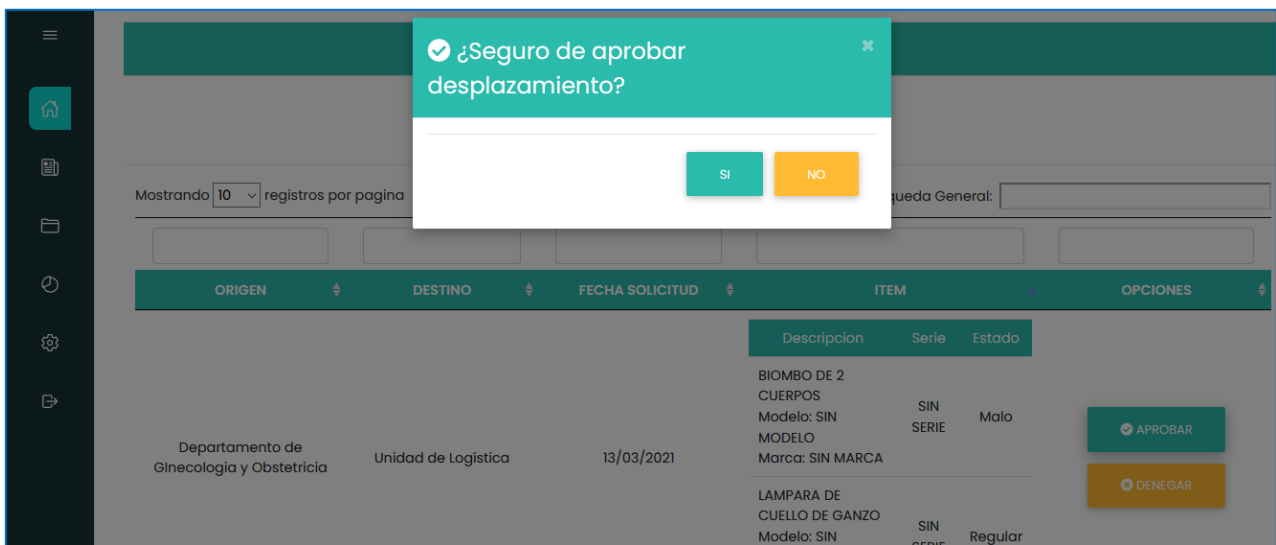 ¿Seguro de aprobar
desplazamiento?
SI
NO
Mostrando 10 registros por pagina
queda General:
ORIGEN
DESTINO
FECHA SOLICITUD
ITEM
OPCIONES
Descripcion
Serie
Estado
Departamento de
GInecologia y Obstetricia
Unidad de Logística
13/03/2021
BIOMBO DE 2
CUERPOS
Modelo: SIN
MODELO
Marca: SIN MARCA
SIN
SERIE
Malo
LAMPARA DE
CUELLO DE GANZO
Modelo: SIN
SIN
SERIE
Regular
APROBAR
DENEGAR